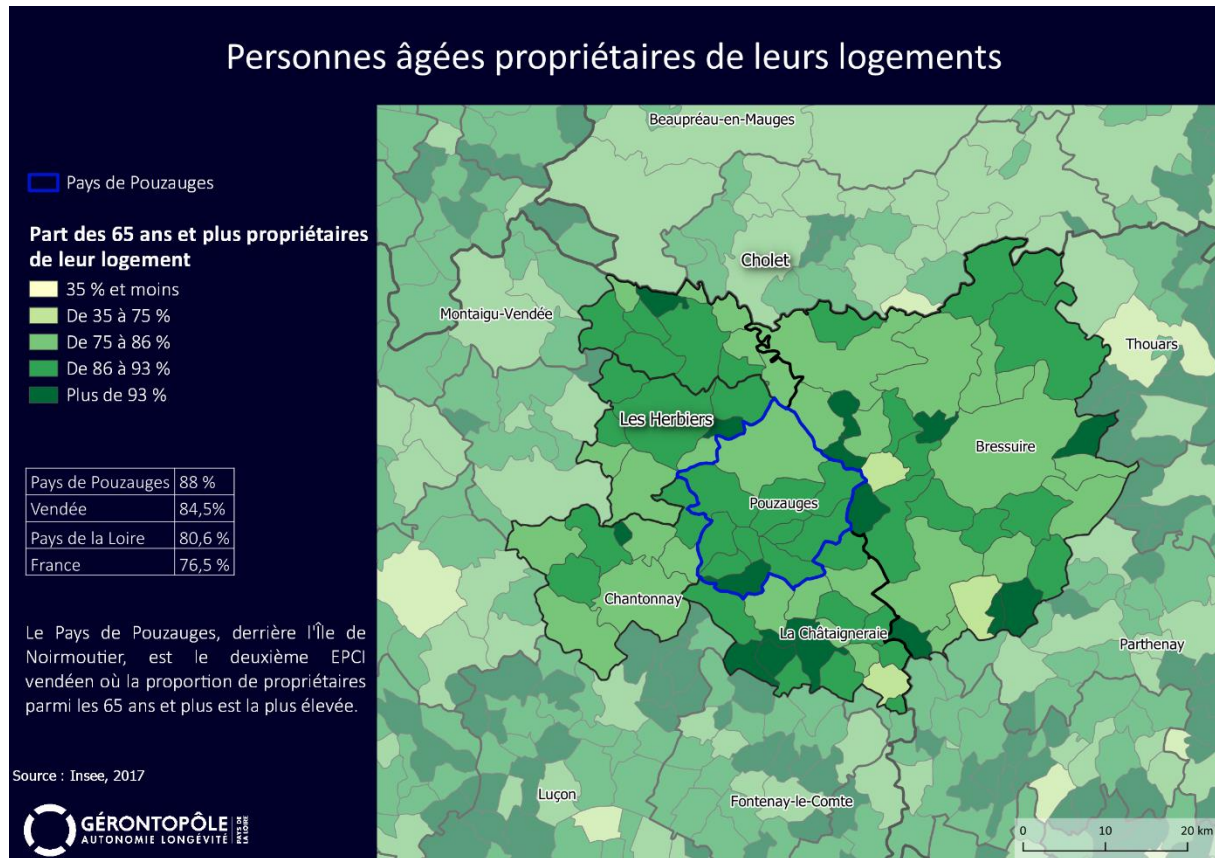 Personnes âgées propriétaires de leurs logements
Pays de Pouzauges
Part des 65 ans et plus propriétaires
de leur logement
35 % et moins
De 35 à 75 %
De 75 à 86 %
De 86 à 93 %
Plus de 93 %
Pays de Pouzauges 88 %
Vendée 84,5%
Pays de la Loire 80,6 %
France 76,5 %
Le Pays de Pouzauges, derrière l'Île de
Noirmoutier, est le deuxième EPCI
vendéen où la proportion de propriétaires
parmi les 65 ans et plus est la plus élevée.
Source : Insee, 2017
GÉRONTOPÔLE
AUTONOMIE LONGÉVITÉ
PAYS DE
LA LOIRE
Beaupréau-en-Mauges
Cholet
Montaigu-Vendée
Thouars
Les Herbiers
Bressuire
Pouzauges
Chantonnay
La Châtaigneraie
Parthenay
Luçon
Fontenay-le-Comte
0 10 20 km